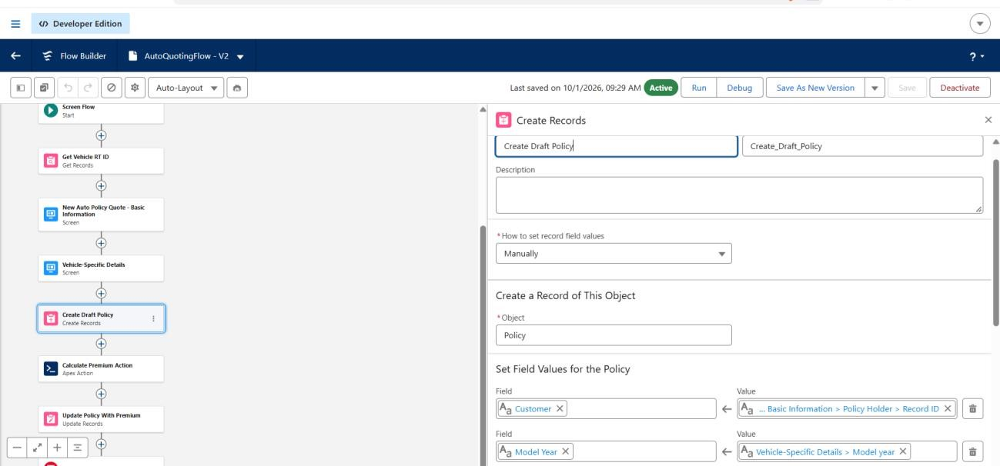 Developer Edition
Flow Builder
AutoQuotingFlow - V2
?
Auto-Layout
Last saved on 10/1/2026, 09:29 AM
Active
Run
Debug
Save As New Version
Save
Deactivate
Screen Flow
Start
Get Vehicle RT ID
Get Records
New Auto Policy Quote - Basic
Information
Screen
Vehicle-Specific Details
Screen
Create Draft Policy
Create Records
Calculate Premium Action
Apex Action
Update Policy With Premium
Update Records
Create Records
Create Draft Policy
Create_Draft_Policy
Description
* How to set record field values
Manually
Create a Record of This Object
* Object
Policy
Set Field Values for the Policy
Field
Value
Aa Customer
Aa ... Basic Information > Policy Holder > Record ID
Field
Value
Aa Model Year
Aa Vehicle-Specific Details > Model year